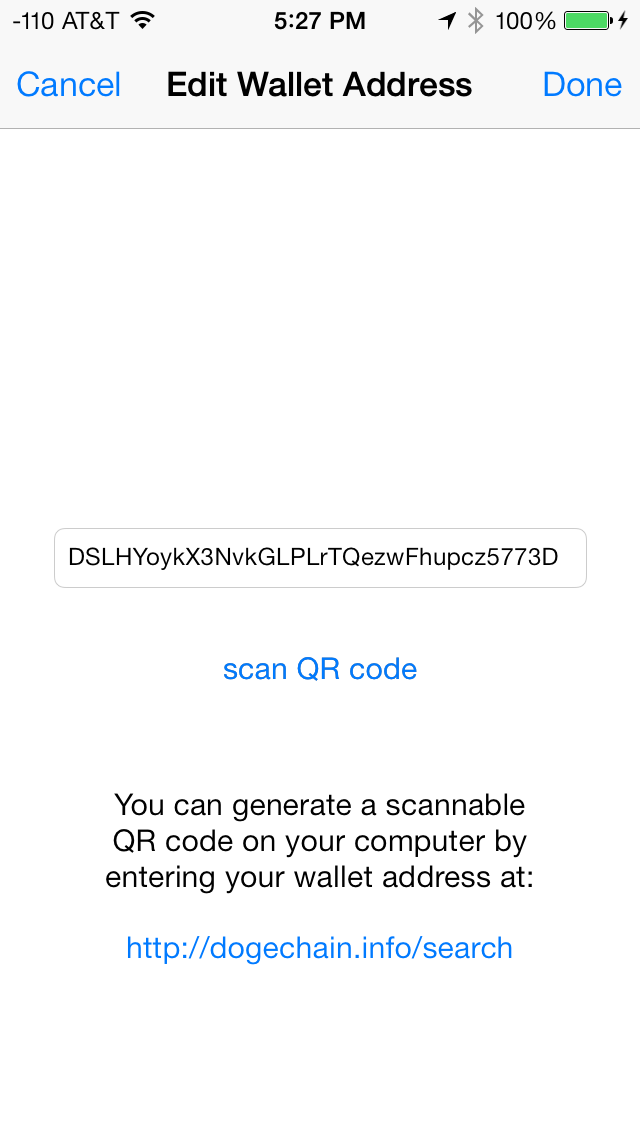 -110 AT&T 5:27 PM 100%
Cancel Edit Wallet Address Done
DSLHYoykX3NvkGLPLrTQezwFhupcz5773D
scan QR code
You can generate a scannable
QR code on your computer by
entering your wallet address at:
http://dogechain.info/search